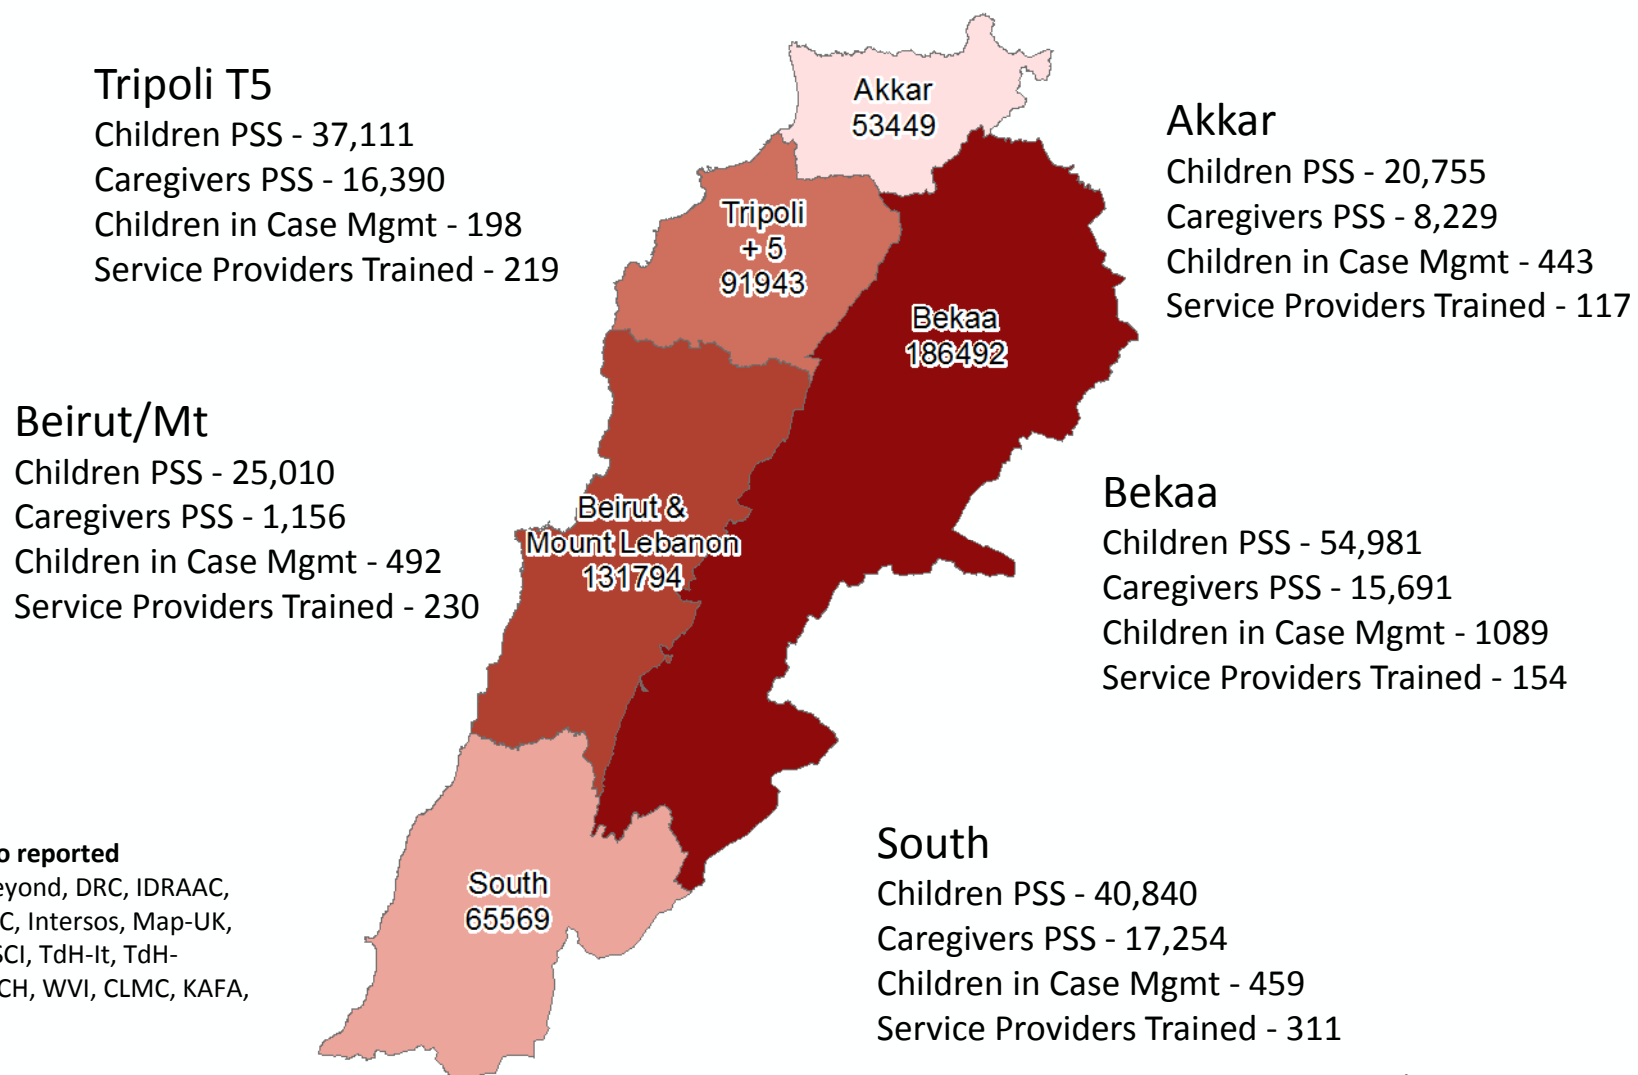 Tripoli T5
Children PSS - 37,111
Caregivers PSS - 16,390
Children in Case Mgmt - 198
Service Providers Trained - 219
Akkar
53449
Akkar
Children PSS - 20,755
Caregivers PSS - 8,229
Children in Case Mgmt - 443
Service Providers Trained - 117
Tripoli
+ 5
91943
Bekaa
186492
Beirut/Mt
Children PSS - 25,010
Caregivers PSS - 1,156
Children in Case Mgmt - 492
Service Providers Trained - 230
Beirut &
Mount Lebanon
131794
Bekaa
Children PSS - 54,981
Caregivers PSS - 15,691
Children in Case Mgmt - 1089
Service Providers Trained - 154
South
65569
South
Children PSS - 40,840
Caregivers PSS - 17,254
Children in Case Mgmt - 459
Service Providers Trained - 311
o reported
eyond, DRC, IDRAAC,
C, Intersos, Map-UK,
SCI, TdH-It, TdH-
CH, WVI, CLMC, KAFA,